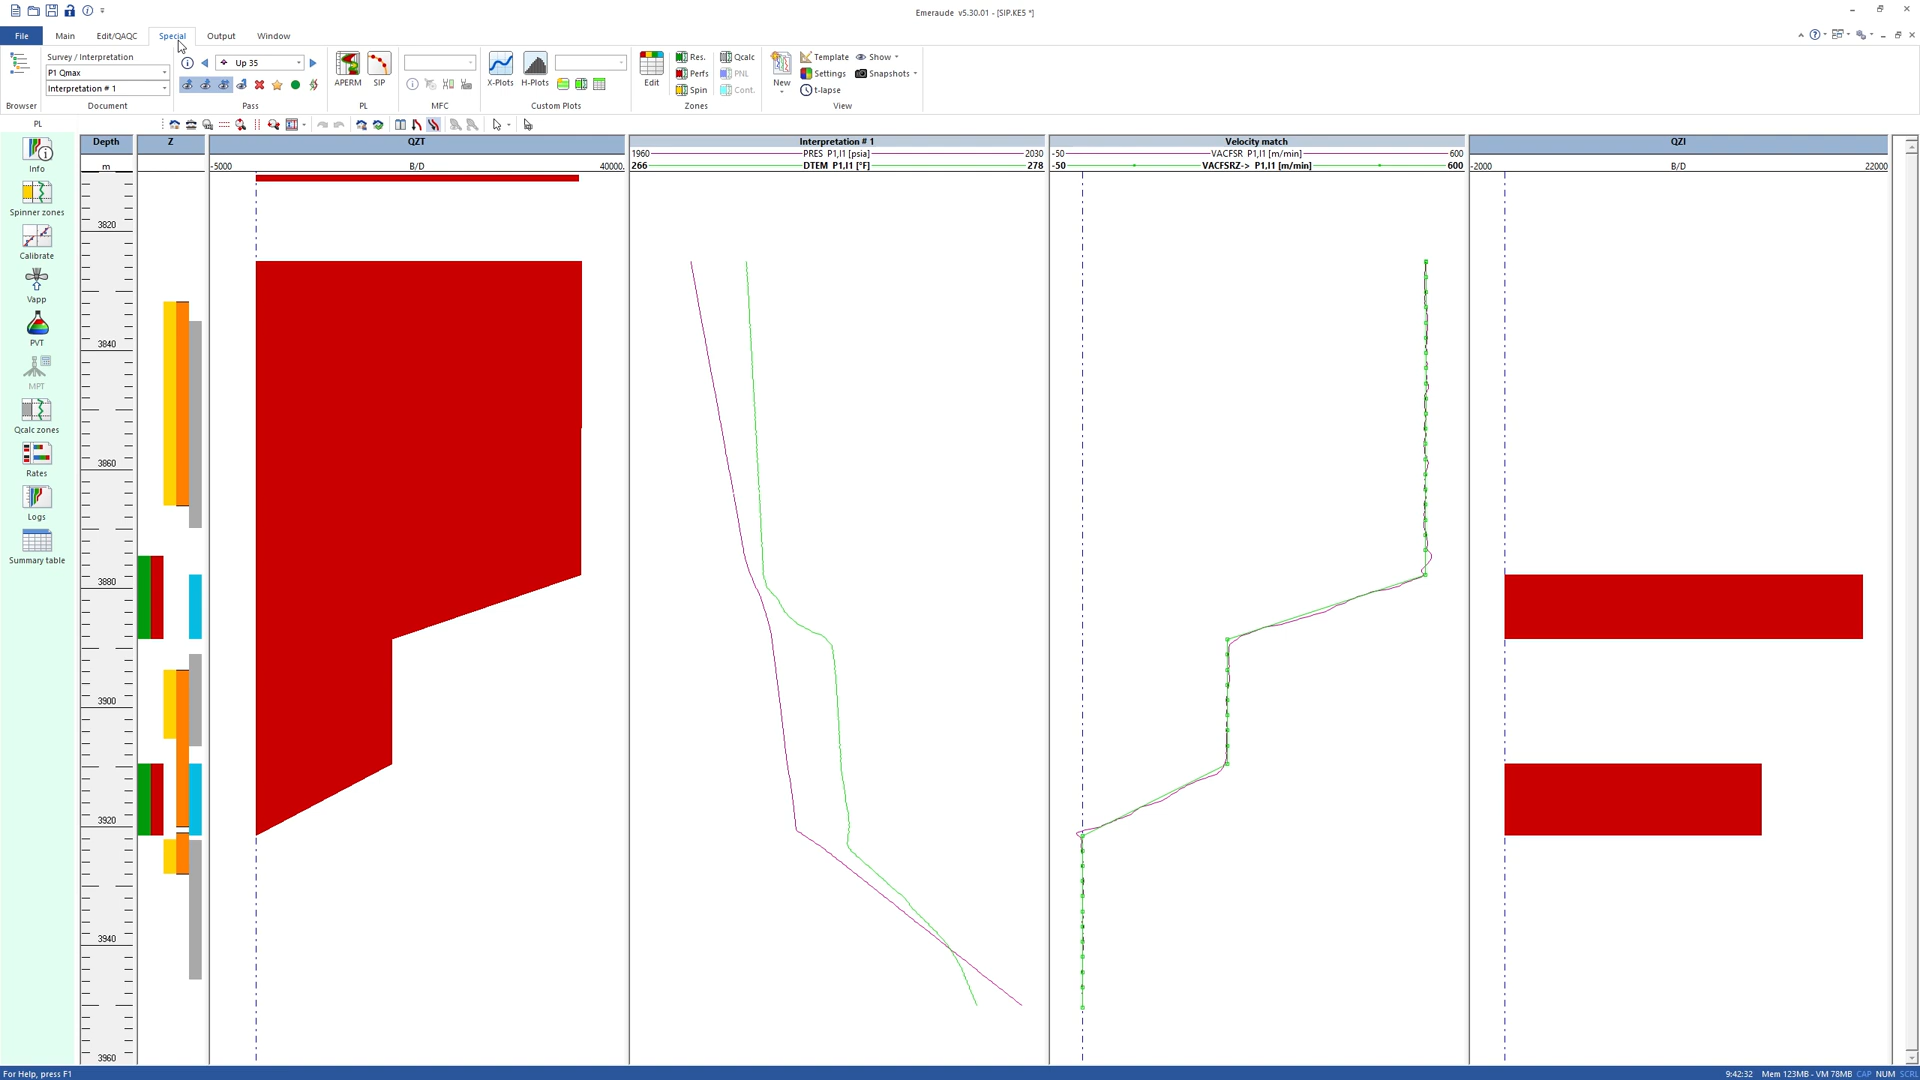 Emeraude v5.30.01 - [SIP.KE5 *]
File Main Edit/QAQC Special Output Window
Survey / Interpretation
P1 Qmax
Interpretation # 1
Browser
Document
Up 35
Pass
APERM SIP
PL
MFC
X-Plots H-Plots
Custom Plots
Edit
Res. Qcalc
Perfs PNL
Spin Cont.
Zones
New
Template Show
Settings Snapshots
t-lapse
View
PL
Info
Spinner zones
Calibrate
Vapp
PVT
MPT
Qcalc zones
Rates
Logs
Summary table
Depth
m
3820
3840
3860
3880
3900
3920
3940
3960
Z
QZT
-5000 B/D 40000.
Interpretation # 1
1960 PRES P1,I1 [psia] 2030
266 DTEM P1,I1 [°F] 278
Velocity match
-50 VACFSR P1,I1 [m/min] 600
-50 VACFSRZ-> P1,I1 [m/min] 600
QZI
-2000 B/D 22000
For Help, press F1
9:42:32 Mem 123MB - VM 78MB CAP NUM SCRL